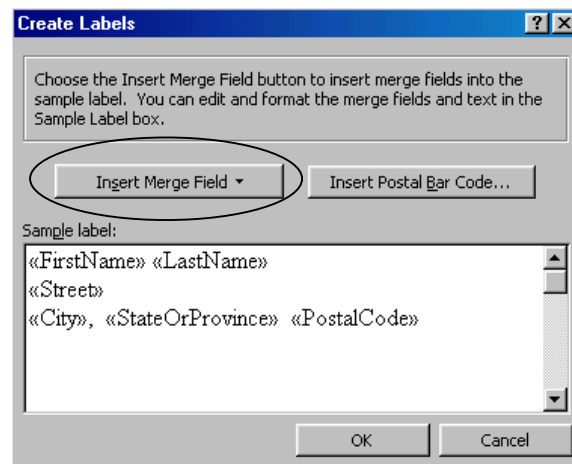 Create Labels
Choose the Insert Merge Field button to insert merge fields into the
sample label.  You can edit and format the merge fields and text in the
Sample Label box.
Insert Merge Field
Insert Postal Bar Code...
Sample label:
«FirstName» «LastName»
«Street»
«City»,  «StateOrProvince»  «PostalCode»
OK
Cancel